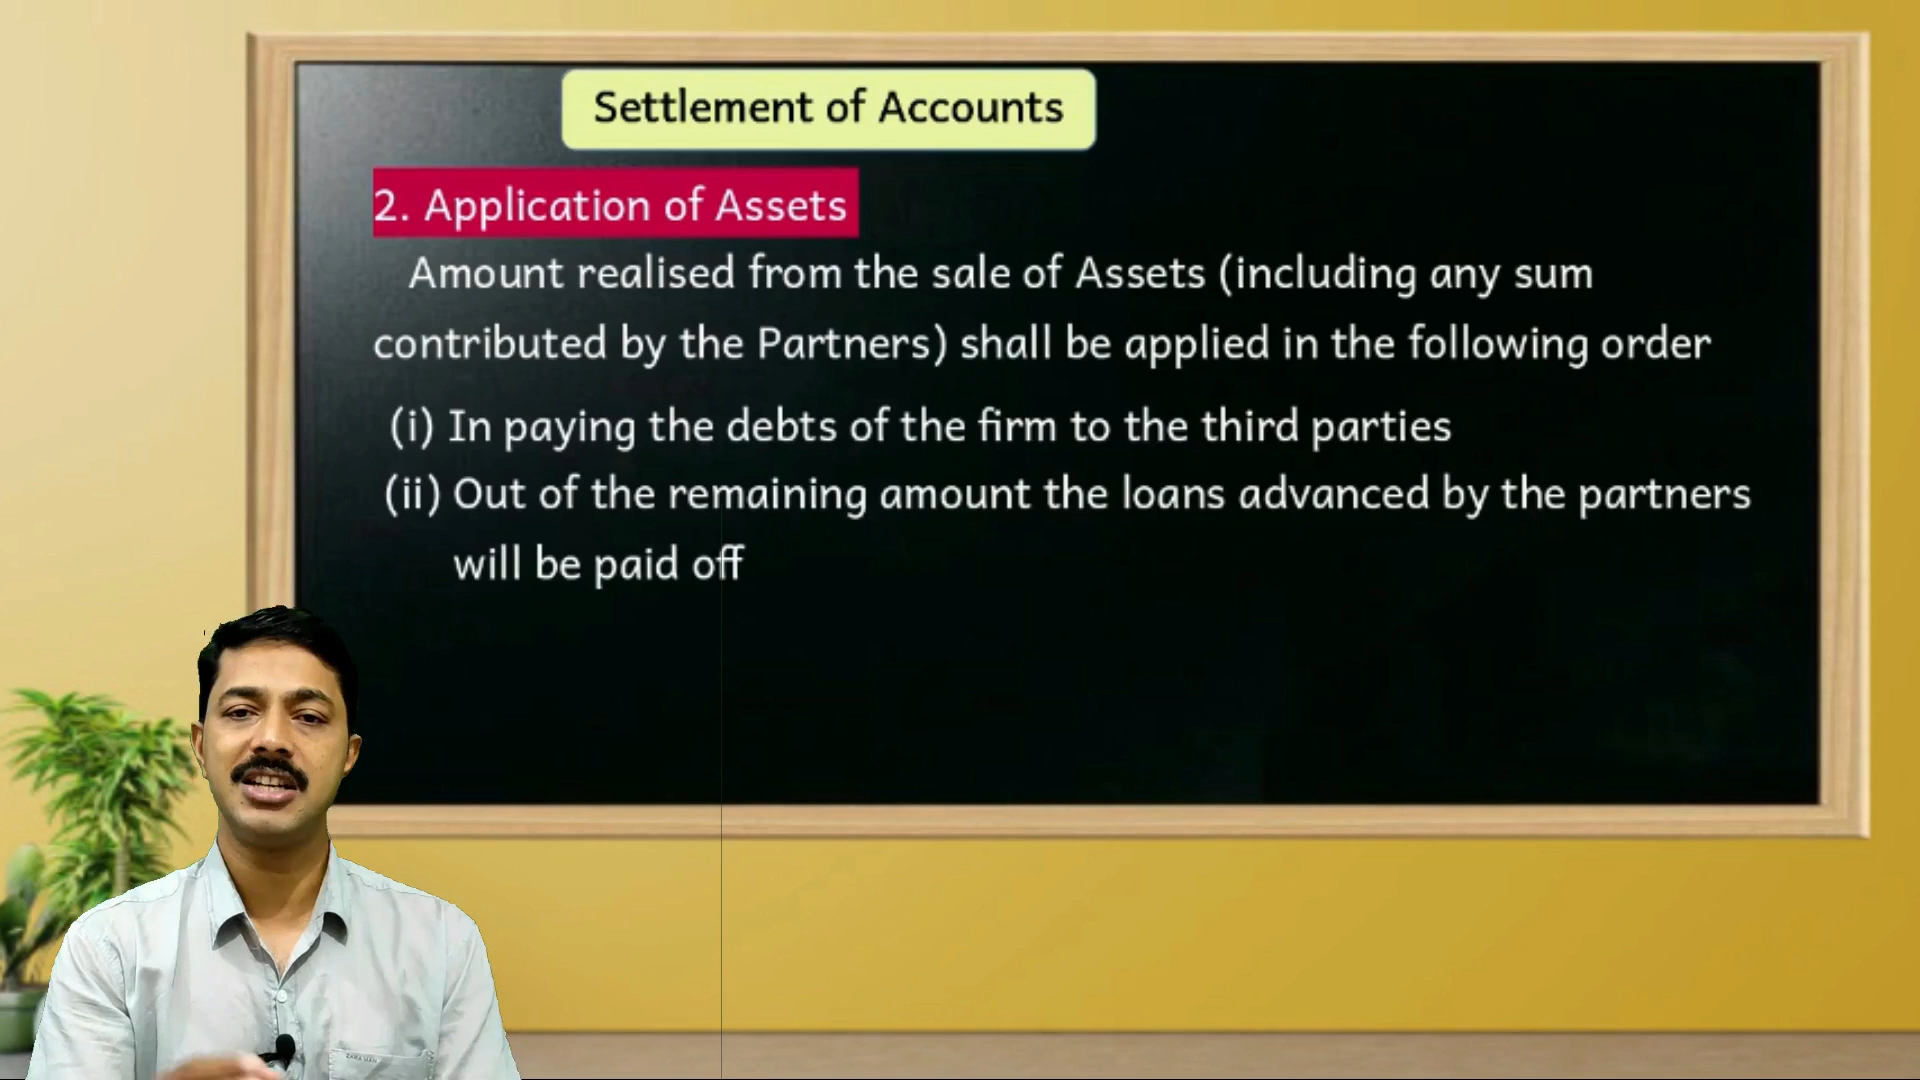 Settlement of Accounts
2. Application of Assets
Amount realised from the sale of Assets (including any sum
contributed by the Partners) shall be applied in the following order
(i) In paying the debts of the firm to the third parties
(ii) Out of the remaining amount the loans advanced by the partners
will be paid off
ZARA MAN